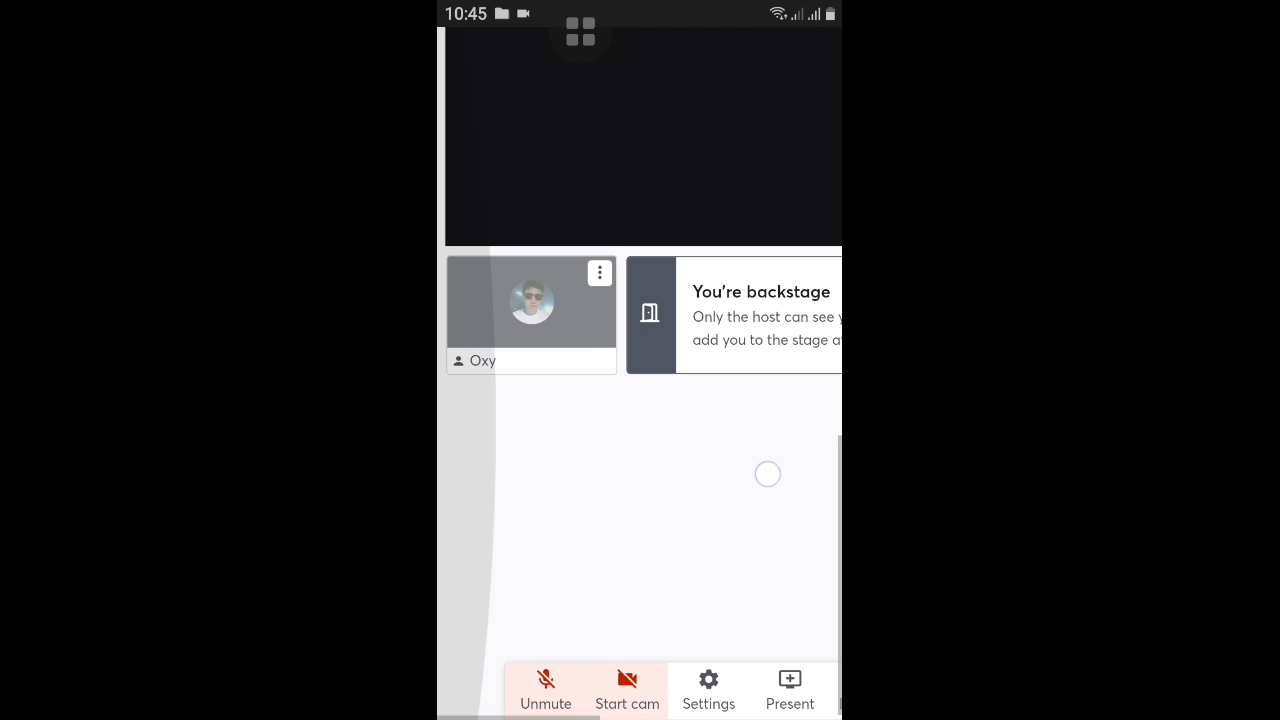 10:45
You're backstage
Only the host can see
add you to the stage
Oxy
Unmute
Start cam
Settings
Present